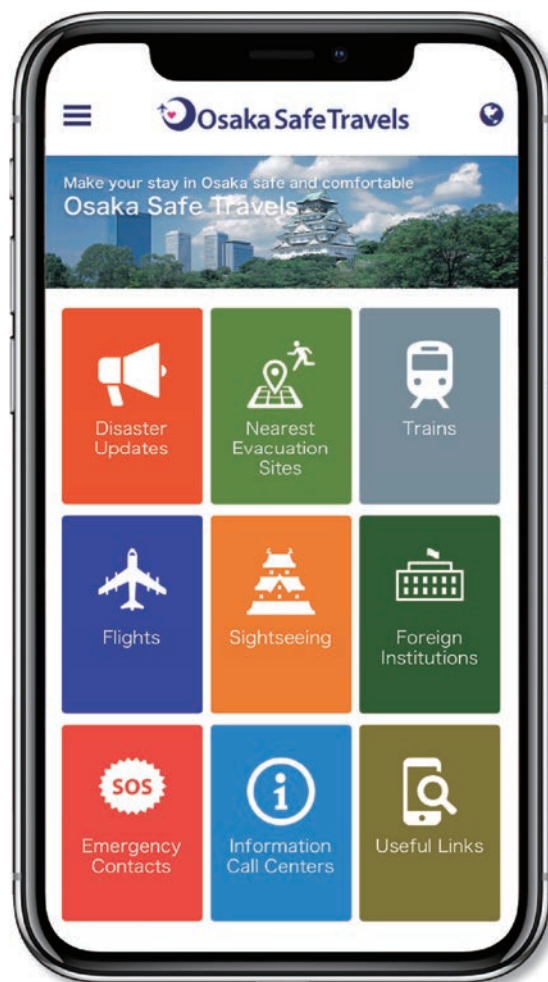 Osaka Safe Travels
Make your stay in Osaka safe and comfortable
Osaka Safe Travels
Disaster
Updates
Nearest
Evacuation
Sites
Trains
Flights
Sightseeing
Foreign
Institutions
SOS
Emergency
Contacts
Information
Call Centers
Useful Links